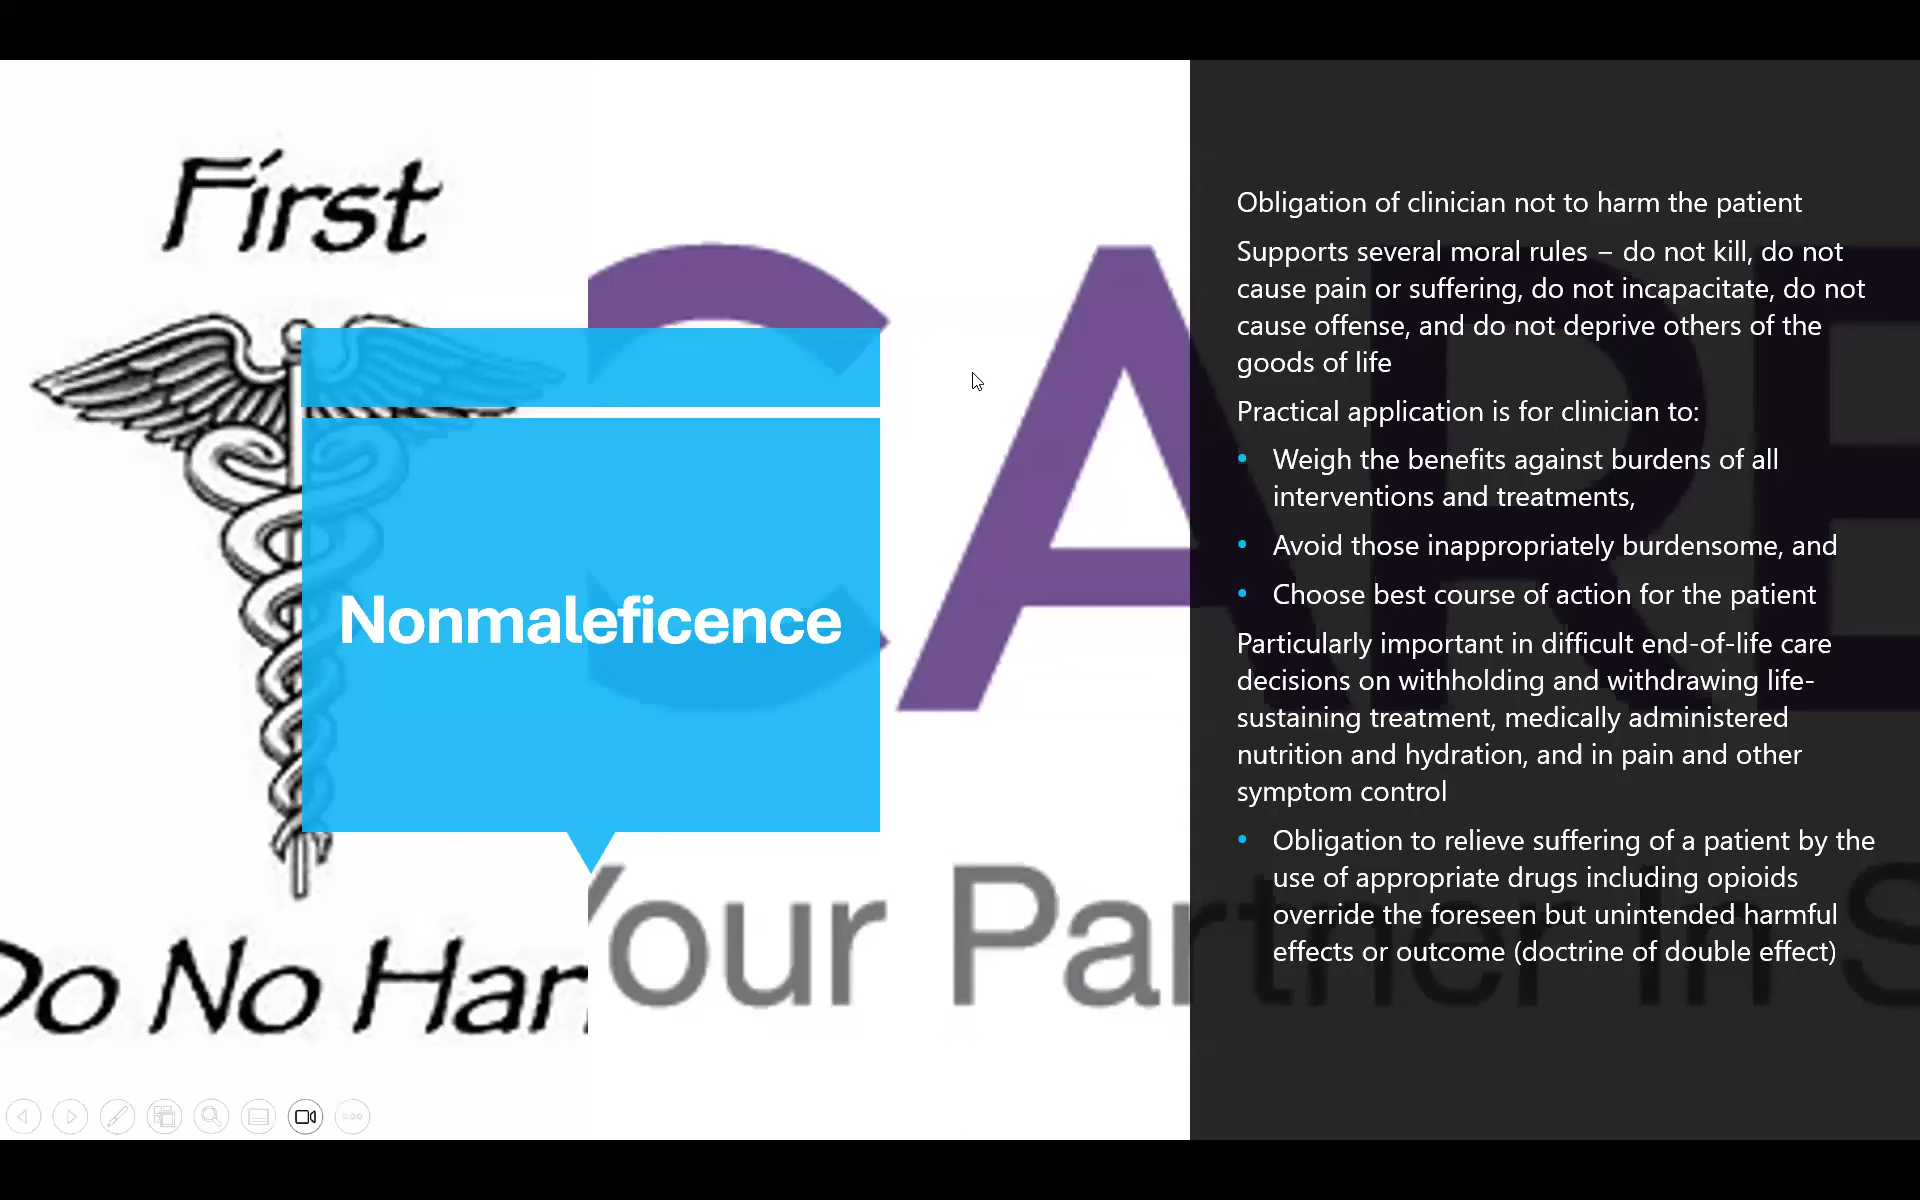 First
Do No Har
CARE
Your Partner In S
Nonmaleficence
Obligation of clinician not to harm the patient
Supports several moral rules – do not kill, do not
cause pain or suffering, do not incapacitate, do not
cause offense, and do not deprive others of the
goods of life
Practical application is for clinician to:
• Weigh the benefits against burdens of all
interventions and treatments,
• Avoid those inappropriately burdensome, and
• Choose best course of action for the patient
Particularly important in difficult end-of-life care
decisions on withholding and withdrawing life-
sustaining treatment, medically administered
nutrition and hydration, and in pain and other
symptom control
• Obligation to relieve suffering of a patient by the
use of appropriate drugs including opioids
override the foreseen but unintended harmful
effects or outcome (doctrine of double effect)